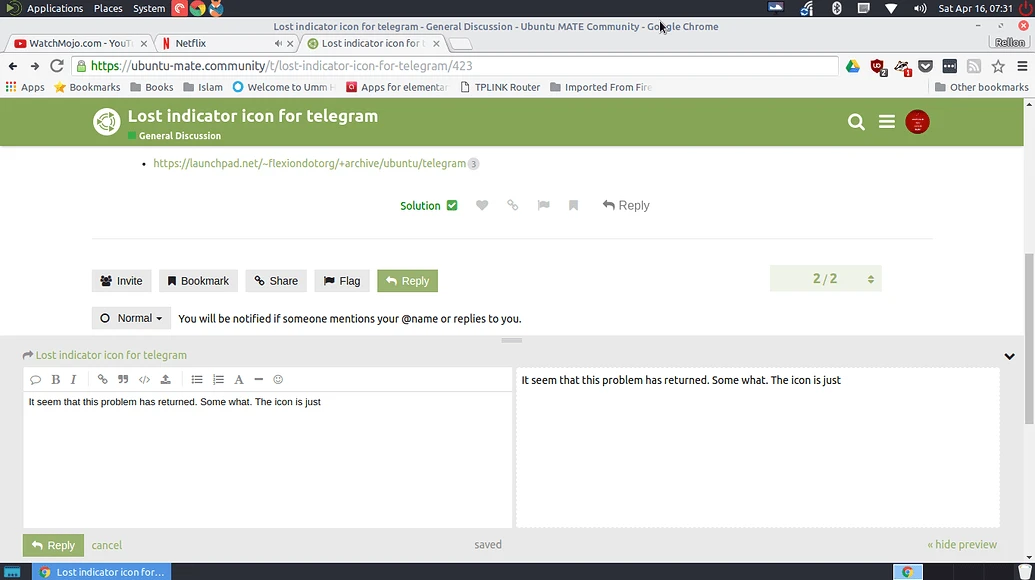 Applications Places System Sat Apr 16, 07:31
Lost indicator icon for telegram - General Discussion - Ubuntu MATE Community - Google Chrome
WatchMojo.com - YouTu Netflix Lost indicator icon for t Rellon
https://ubuntu-mate.community/t/lost-indicator-icon-for-telegram/423 2 1
Apps Bookmarks Books Islam Welcome to Umm Apps for elementar TPLINK Router Imported From Fire Other bookmarks
Lost indicator icon for telegram
General Discussion
• https://launchpad.net/~flexiondotorg/+archive/ubuntu/telegram 3
Solution Reply
Invite Bookmark Share Flag Reply 2 / 2
Normal You will be notified if someone mentions your @name or replies to you.
Lost indicator icon for telegram
B I A
It seem that this problem has returned. Some what. The icon is just
It seem that this problem has returned. Some what. The icon is just
Reply cancel saved « hide preview
Lost indicator icon for...